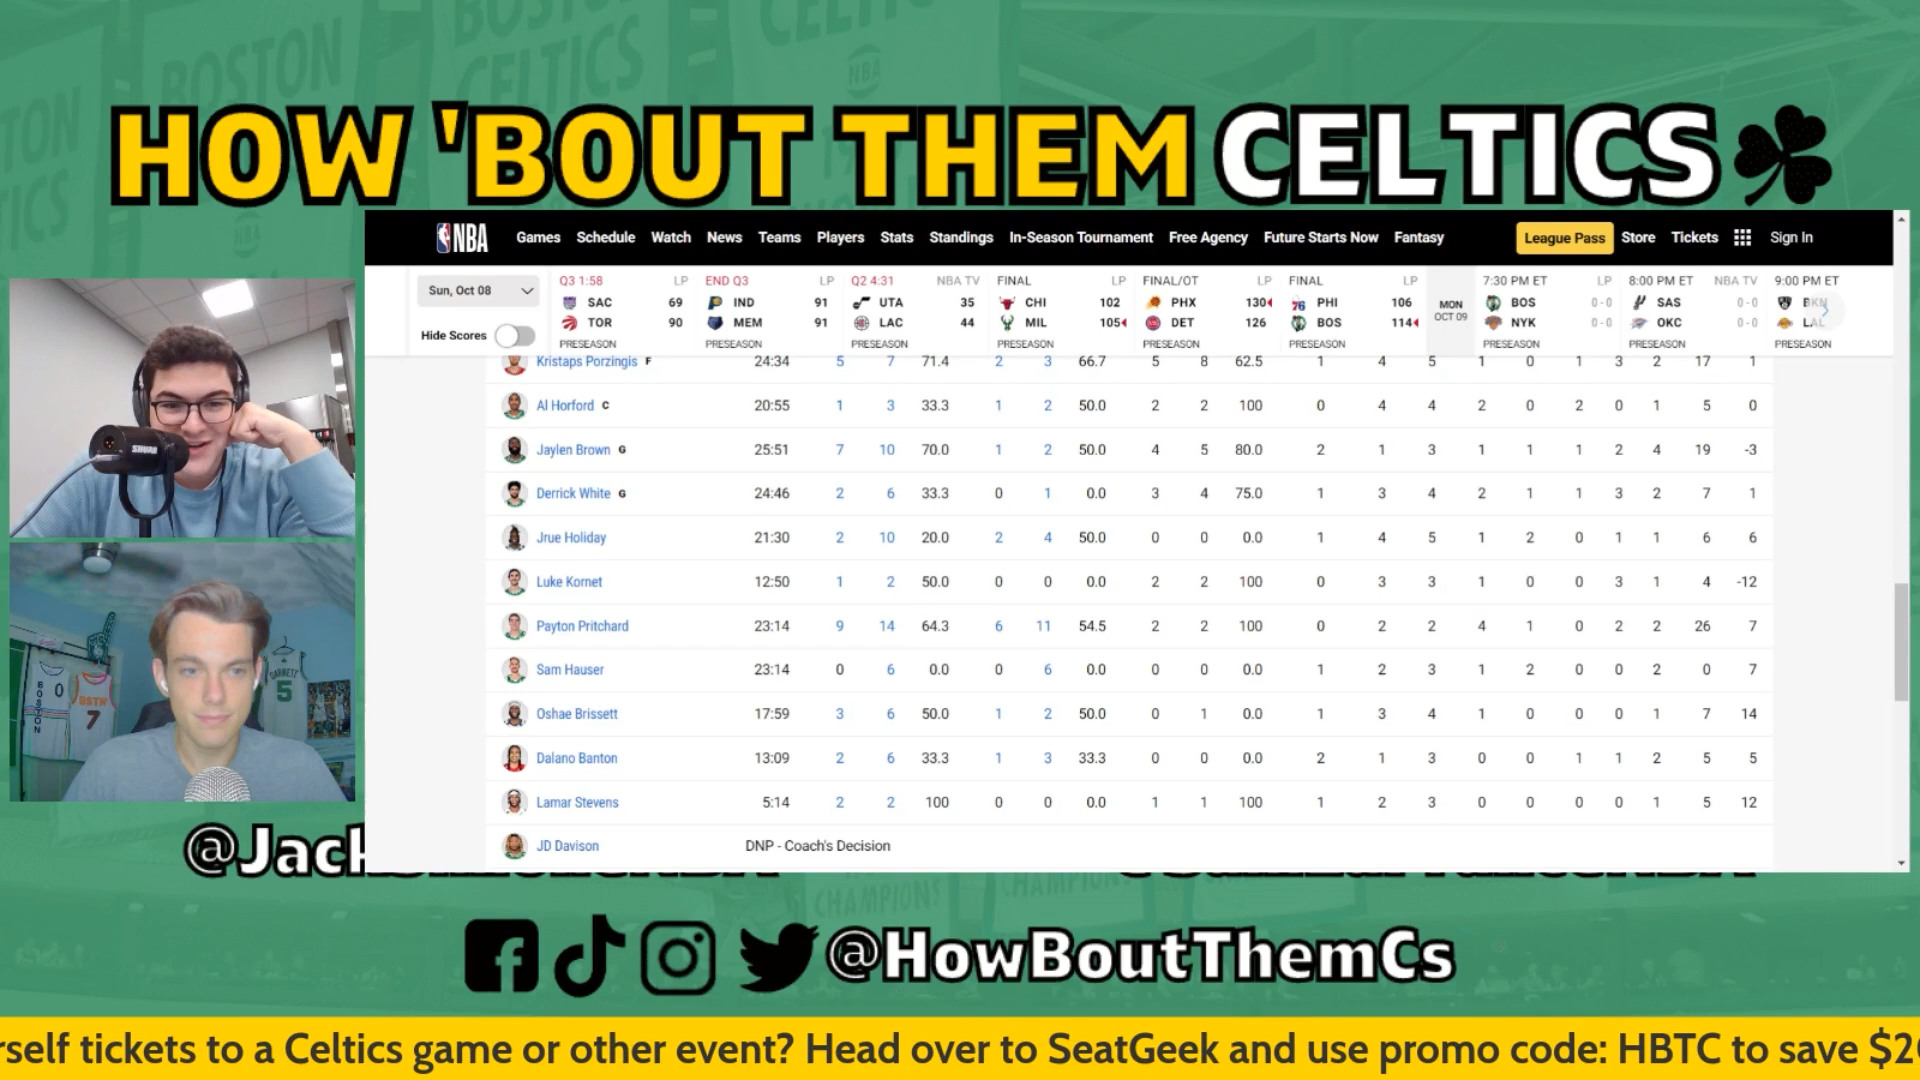 HOW 'BOUT THEM CELTICS
NBA Games Schedule Watch News Teams Players Stats Standings In-Season Tournament Free Agency Future Starts Now Fantasy League Pass Store Tickets Sign In
Sun, Oct 08
Hide Scores
Q3 1:58 LP
SAC 69
TOR 90
PRESEASON
END Q3 LP
IND 91
MEM 91
PRESEASON
Q2 4:31 NBA TV
UTA 35
LAC 44
PRESEASON
FINAL LP
CHI 102
MIL 105
PRESEASON
FINAL/OT LP
PHX 130
DET 126
PRESEASON
FINAL LP
PHI 106
BOS 114
PRESEASON
MON
OCT 09
7:30 PM ET LP
BOS 0-0
NYK 0-0
PRESEASON
8:00 PM ET NBA TV
SAS 0-0
OKC 0-0
PRESEASON
9:00 PM ET
BKN
LAL
PRESEASON
Kristaps Porzingis F 24:34 5 7 71.4 2 3 66.7 5 8 62.5 1 4 5 1 0 1 3 2 17 1
Al Horford C 20:55 1 3 33.3 1 2 50.0 2 2 100 0 4 4 2 0 2 0 1 5 0
Jaylen Brown G 25:51 7 10 70.0 1 2 50.0 4 5 80.0 2 1 3 1 1 1 2 4 19 -3
Derrick White G 24:46 2 6 33.3 0 1 0.0 3 4 75.0 1 3 4 2 1 1 3 2 7 1
Jrue Holiday 21:30 2 10 20.0 2 4 50.0 0 0 0.0 1 4 5 1 2 0 1 1 6 6
Luke Kornet 12:50 1 2 50.0 0 0 0.0 2 2 100 0 3 3 1 0 0 3 1 4 -12
Payton Pritchard 23:14 9 14 64.3 6 11 54.5 2 2 100 0 2 2 4 1 0 2 2 26 7
Sam Hauser 23:14 0 6 0.0 0 6 0.0 0 0 0.0 1 2 3 1 2 0 0 2 0 7
Oshae Brissett 17:59 3 6 50.0 1 2 50.0 0 1 0.0 1 3 4 1 0 0 0 1 7 14
Dalano Banton 13:09 2 6 33.3 1 3 33.3 0 0 0.0 2 1 3 0 0 1 1 2 5 5
Lamar Stevens 5:14 2 2 100 0 0 0.0 1 1 100 1 2 3 0 0 0 0 1 5 12
JD Davison DNP - Coach's Decision
SHURE
BOSTON
0
BSTN
7
GARNETT
5
@Jack
@HowBoutThemCs
rself tickets to a Celtics game or other event? Head over to SeatGeek and use promo code: HBTC to save $2
BOSTON
CELTICS
NBA
CHAMPIONS